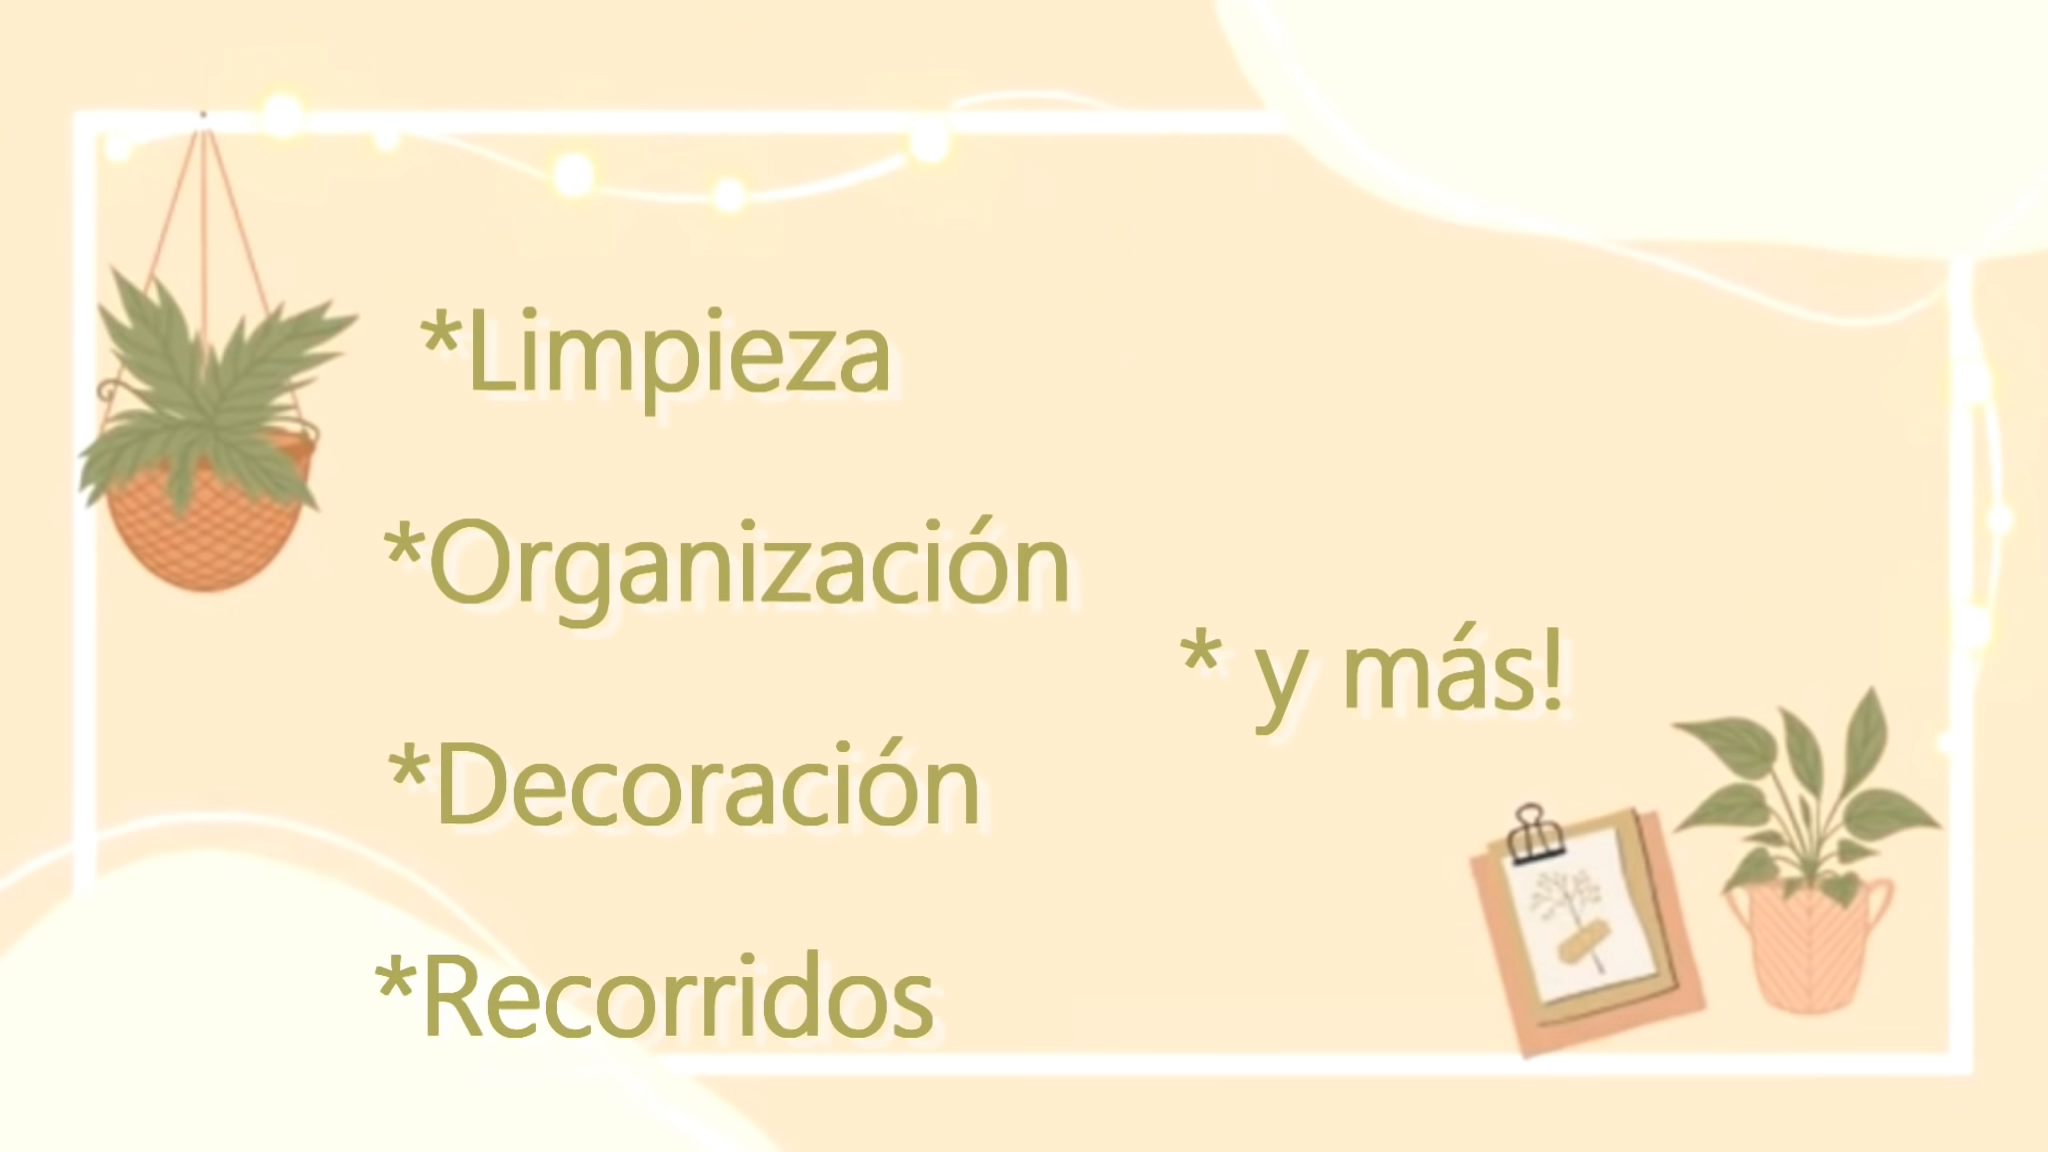 *Limpieza
*Organización
* y más!
*Decoración
*Recorridos